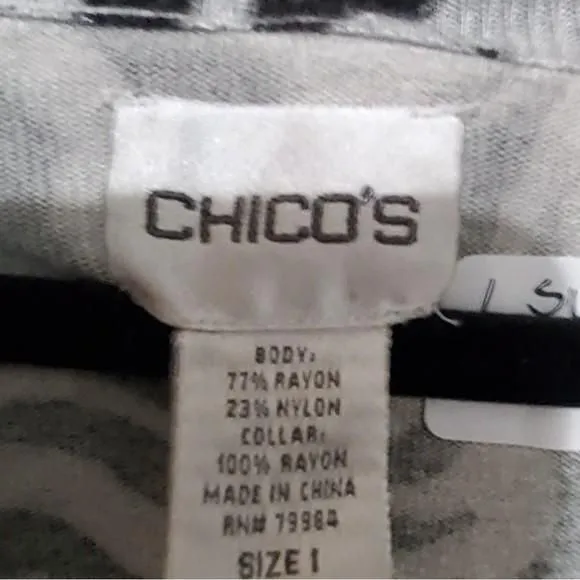 CHICO'S
BODY:
77% RAYON
23% NYLON
COLLAR:
100% RAYON
MADE IN CHINA
RN# 79984
SIZE 1